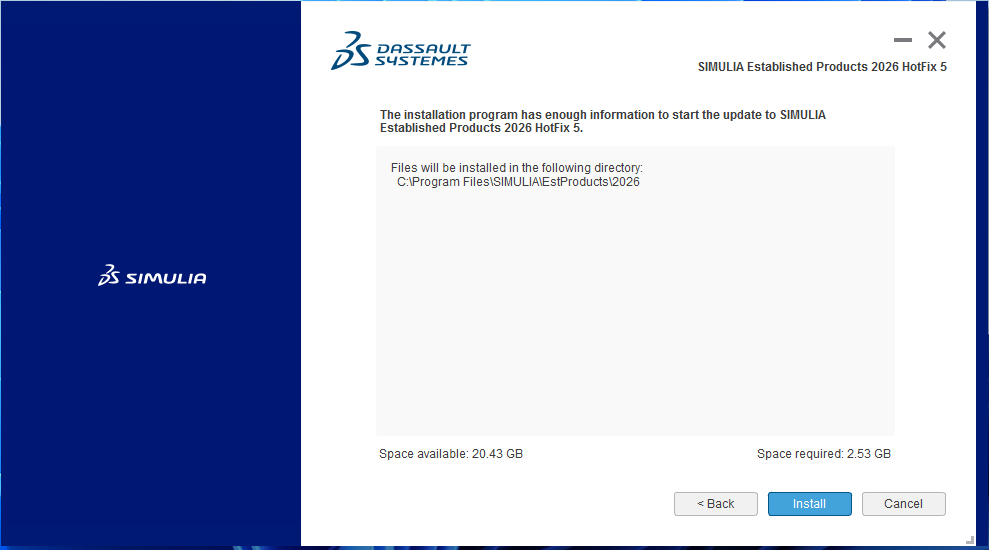 DASSAULT
SYSTEMES
SIMULIA Established Products 2026 HotFix 5
The installation program has enough information to start the update to SIMULIA
Established Products 2026 HotFix 5.
Files will be installed in the following directory:
C:\Program Files\SIMULIA\EstProducts\2026
SIMULIA
Space available: 20.43 GB
Space required: 2.53 GB
< Back
Install
Cancel